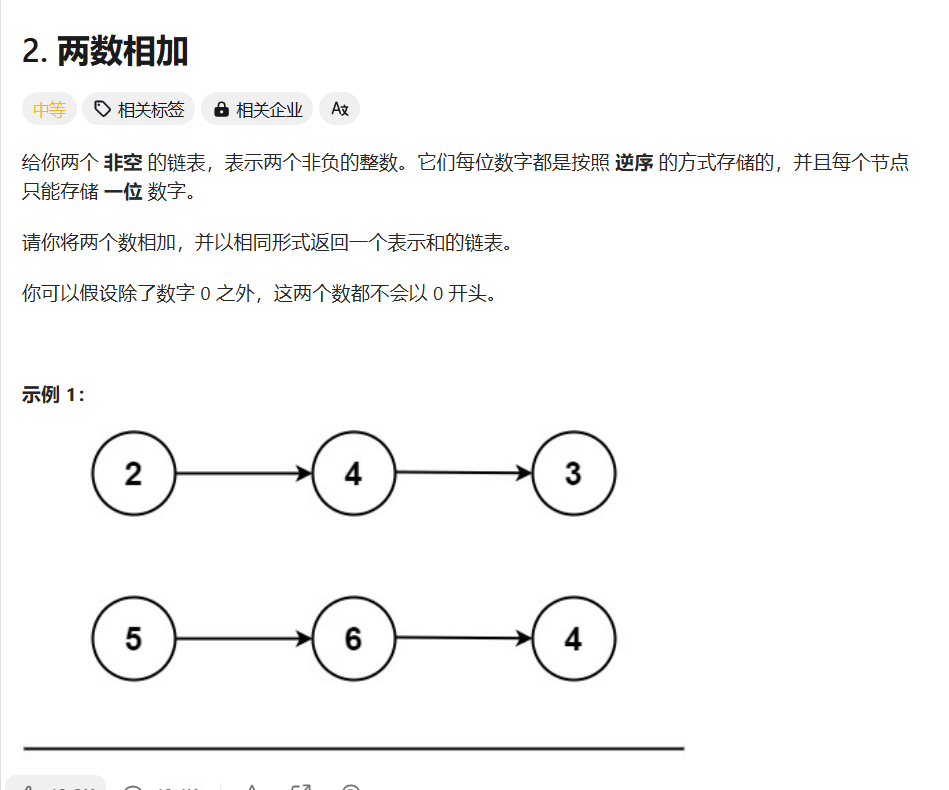 2. 两数相加
中等 相关标签 相关企业
给你两个 非空 的链表，表示两个非负的整数。它们每位数字都是按照 逆序 的方式存储的，并且每个节点
只能存储 一位 数字。
请你将两个数相加，并以相同形式返回一个表示和的链表。
你可以假设除了数字 0 之外，这两个数都不会以 0 开头。
示例 1：
2 4 3
5 6 4